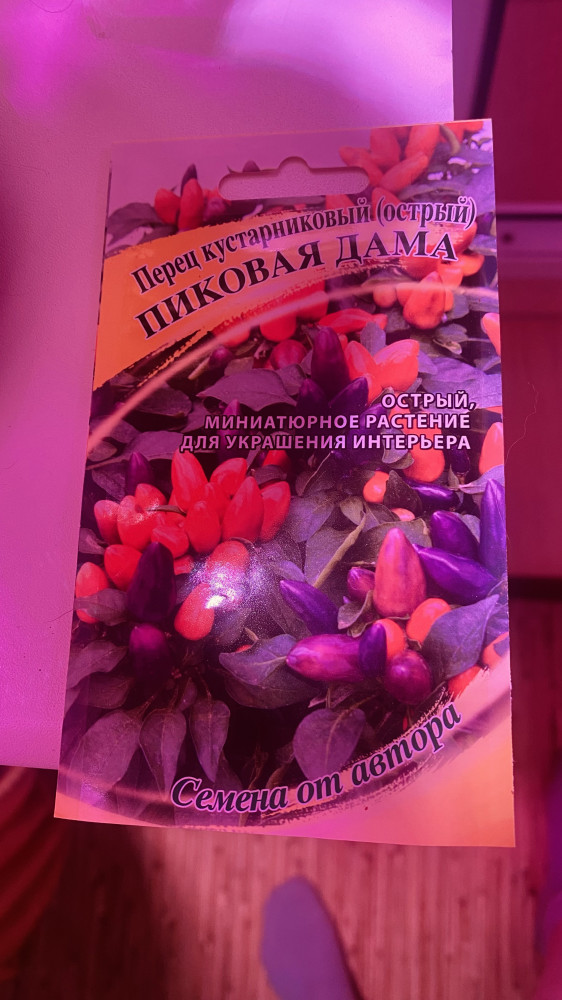 Перец кустарниковый (острый)
ПИКОВАЯ ДАМА
ОСТРЫЙ,
МИНИАТЮРНОЕ РАСТЕНИЕ
ДЛЯ УКРАШЕНИЯ ИНТЕРЬЕРА
Семена от автора